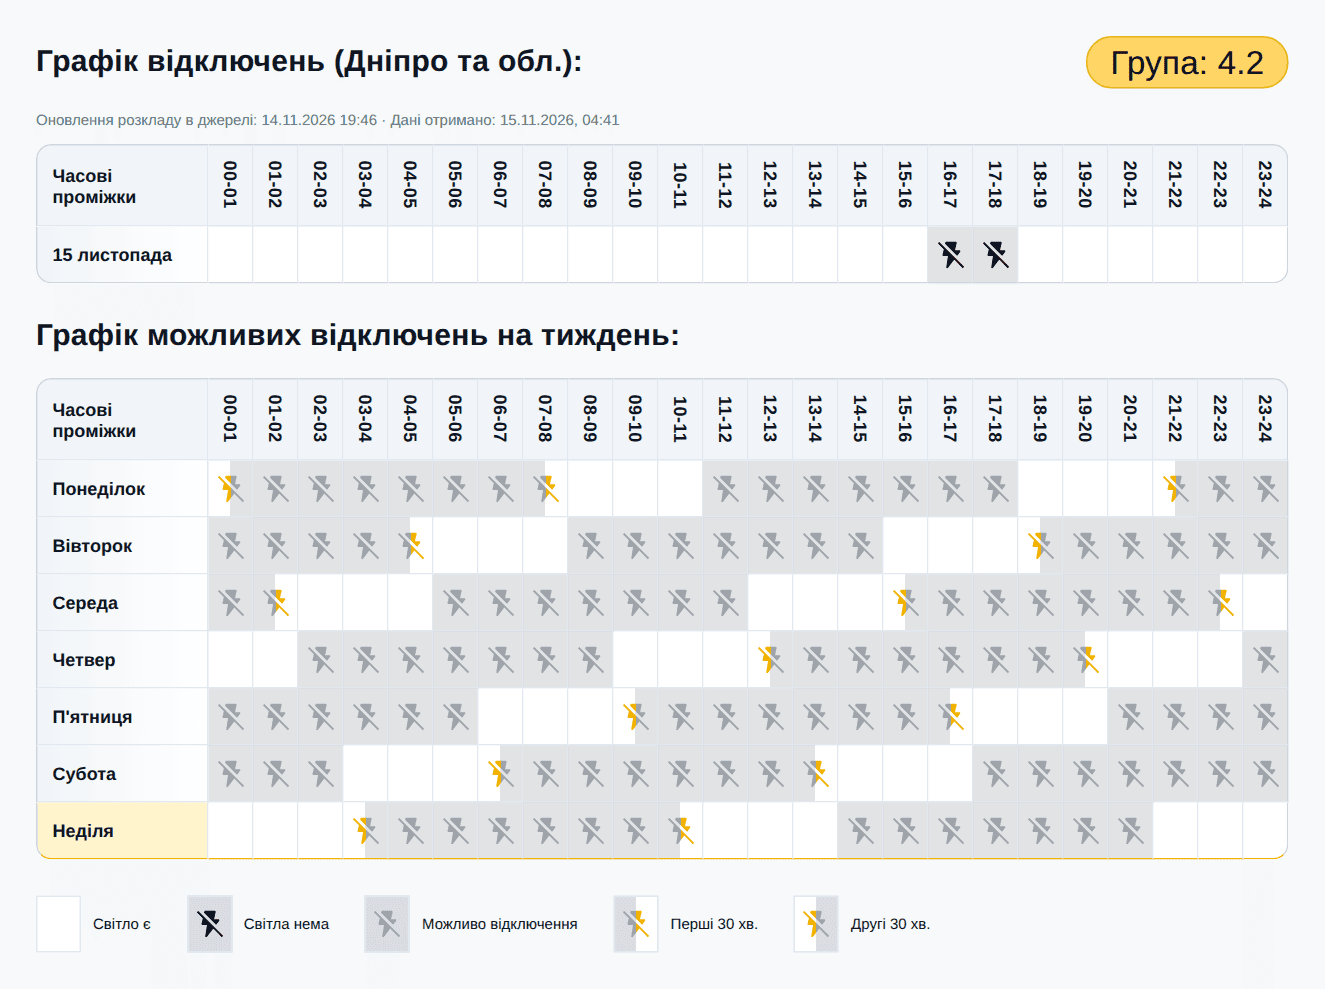 Графік відключень (Дніпро та обл.):
Група: 4.2
Оновлення розкладу в джерелі: 14.11.2026 19:46 · Дані отримано: 15.11.2026, 04:41
Часові проміжки 00-01 01-02 02-03 03-04 04-05 05-06 06-07 07-08 08-09 09-10 10-11 11-12 12-13 13-14 14-15 15-16 16-17 17-18 18-19 19-20 20-21 21-22 22-23 23-24
15 листопада
Графік можливих відключень на тиждень:
Часові проміжки 00-01 01-02 02-03 03-04 04-05 05-06 06-07 07-08 08-09 09-10 10-11 11-12 12-13 13-14 14-15 15-16 16-17 17-18 18-19 19-20 20-21 21-22 22-23 23-24
Понеділок
Вівторок
Середа
Четвер
П'ятниця
Субота
Неділя
Світло є Світла нема Можливо відключення Перші 30 хв. Другі 30 хв.